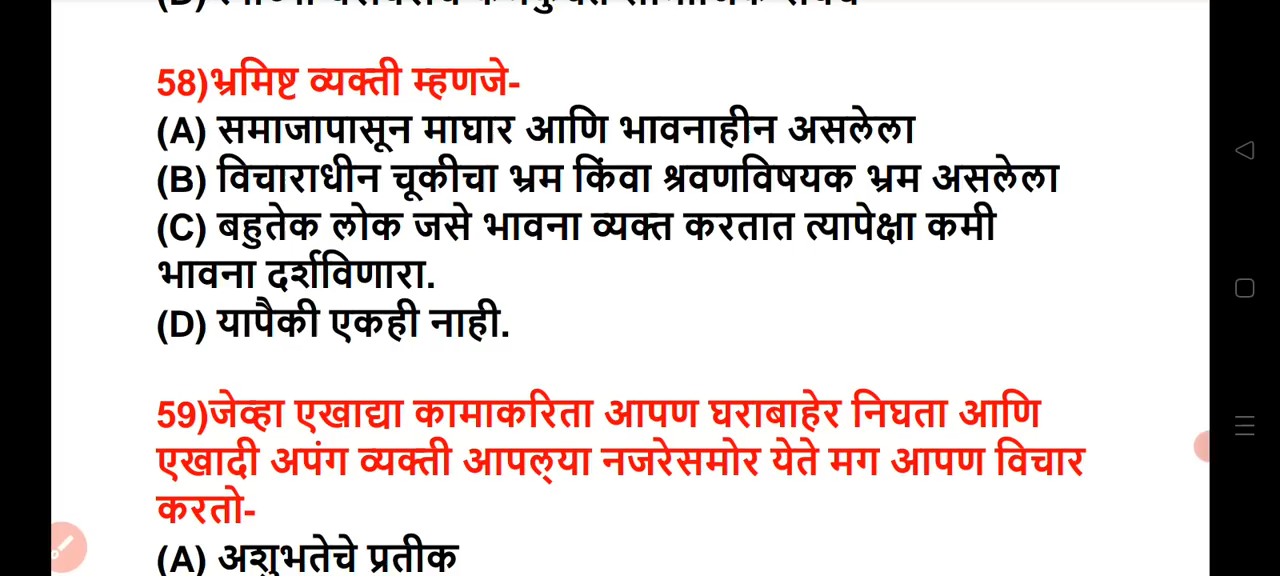 58)भ्रमिष्ट व्यक्ती म्हणजे-
(A) समाजापासून माघार आणि भावनाहीन असलेला
(B) विचाराधीन चूकीचा भ्रम किंवा श्रवणविषयक भ्रम असलेला
(C) बहुतेक लोक जसे भावना व्यक्त करतात त्यापेक्षा कमी
भावना दर्शविणारा.
(D) यापैकी एकही नाही.
59)जेव्हा एखाद्या कामाकरिता आपण घराबाहेर निघता आणि
एखादी अपंग व्यक्ती आपल्या नजरेसमोर येते मग आपण विचार
करतो-
(A) अशुभतेचे प्रतीक